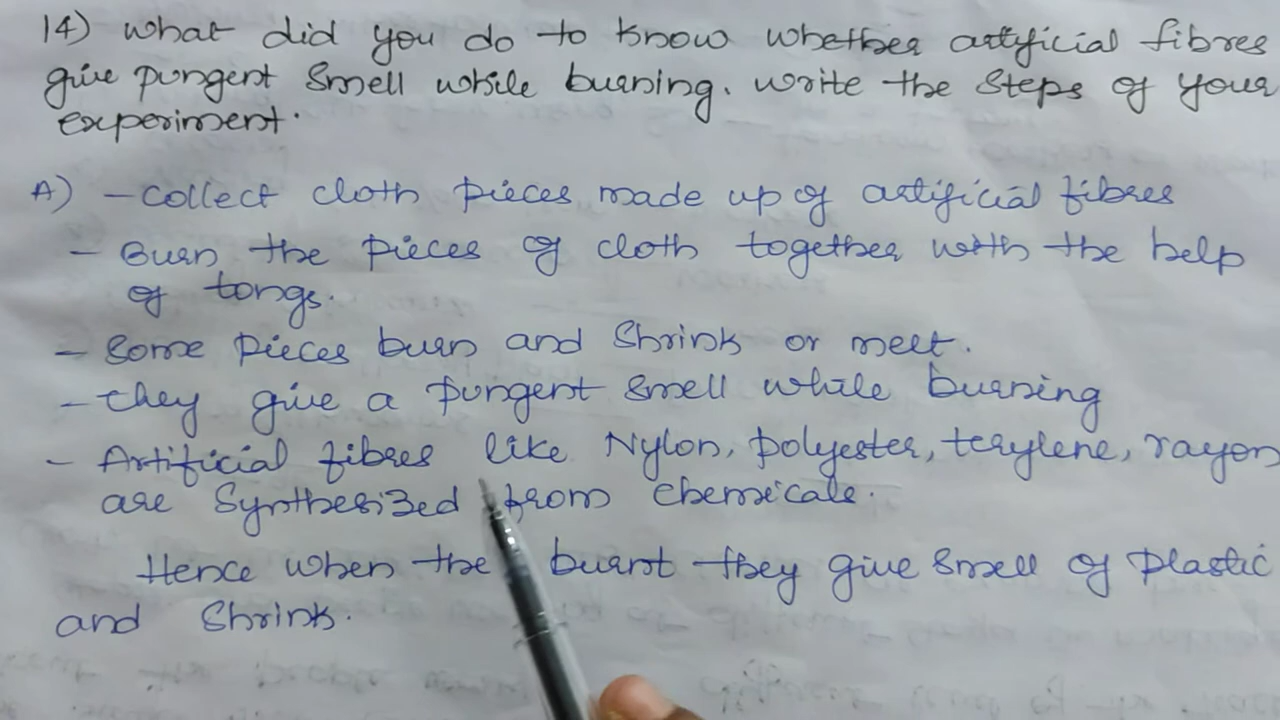 14) what did you do to know whether artificial fibres
give pungent smell while burning. write the steps of your
experiment.
A) - collect cloth pieces made up of artificial fibres
- Burn the pieces of cloth together with the help
of tongs.
- some pieces burn and shrink or melt.
- they give a pungent smell while burning
- Artificial fibres like Nylon, polyester, terylene, rayon
are synthesized from chemicals.
Hence when the burnt they give smell of plastic
and shrink.